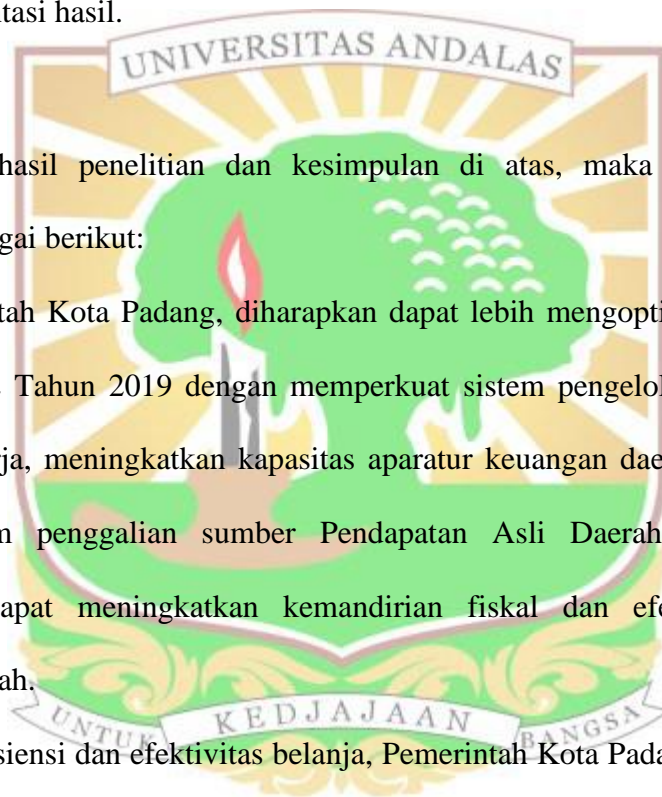 itasi hasil.
UNIVERSITAS ANDALAS
hasil penelitian dan kesimpulan di atas, maka
gai berikut:
tah Kota Padang, diharapkan dapat lebih mengopti
Tahun 2019 dengan memperkuat sistem pengelol
ja, meningkatkan kapasitas aparatur keuangan dae
m penggalian sumber Pendapatan Asli Daerah
apat meningkatkan kemandirian fiskal dan efe
ah.
UNTUK KEDJAJAAN BANGSA
siensi dan efektivitas belanja, Pemerintah Kota Pada